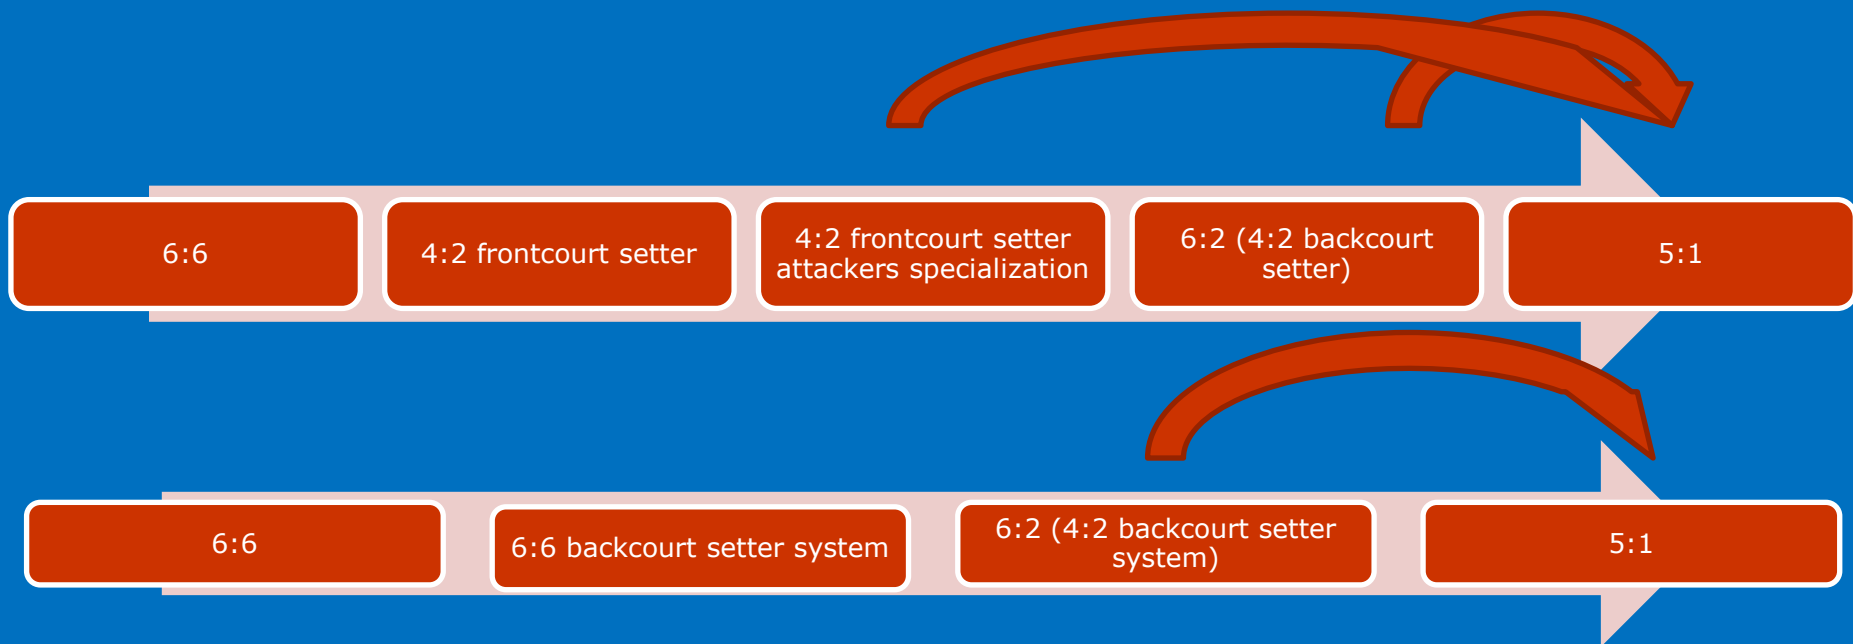 6:6
4:2 frontcourt setter
4:2 frontcourt setter
attackers specialization
6:2 (4:2 backcourt
setter)
5:1
6:6
6:6 backcourt setter system
6:2 (4:2 backcourt setter
system)
5:1